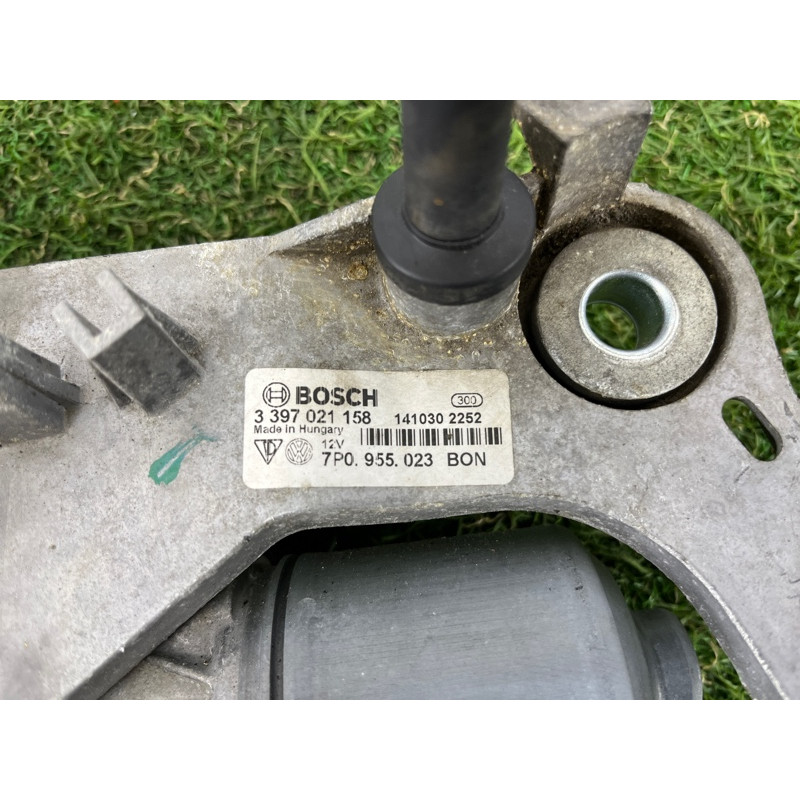 BOSCH 300
3 397 021 158 141030 2252
Made in Hungary
12V
7P0. 955. 023 BON